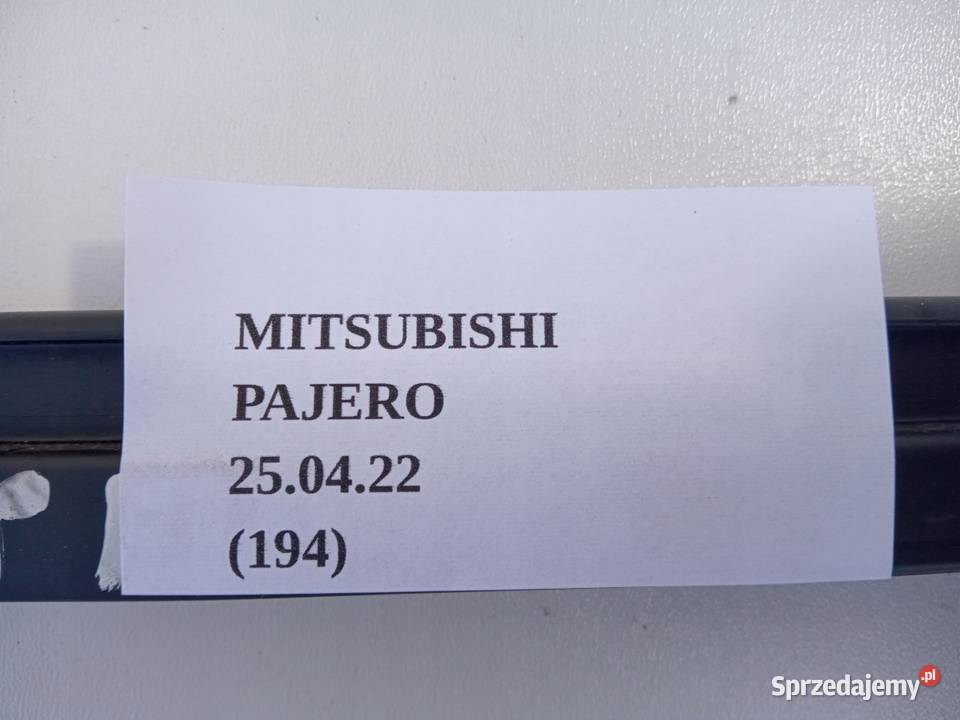 MITSUBISHI
PAJERO
25.04.22
(194)
Sprzedajemy.pl